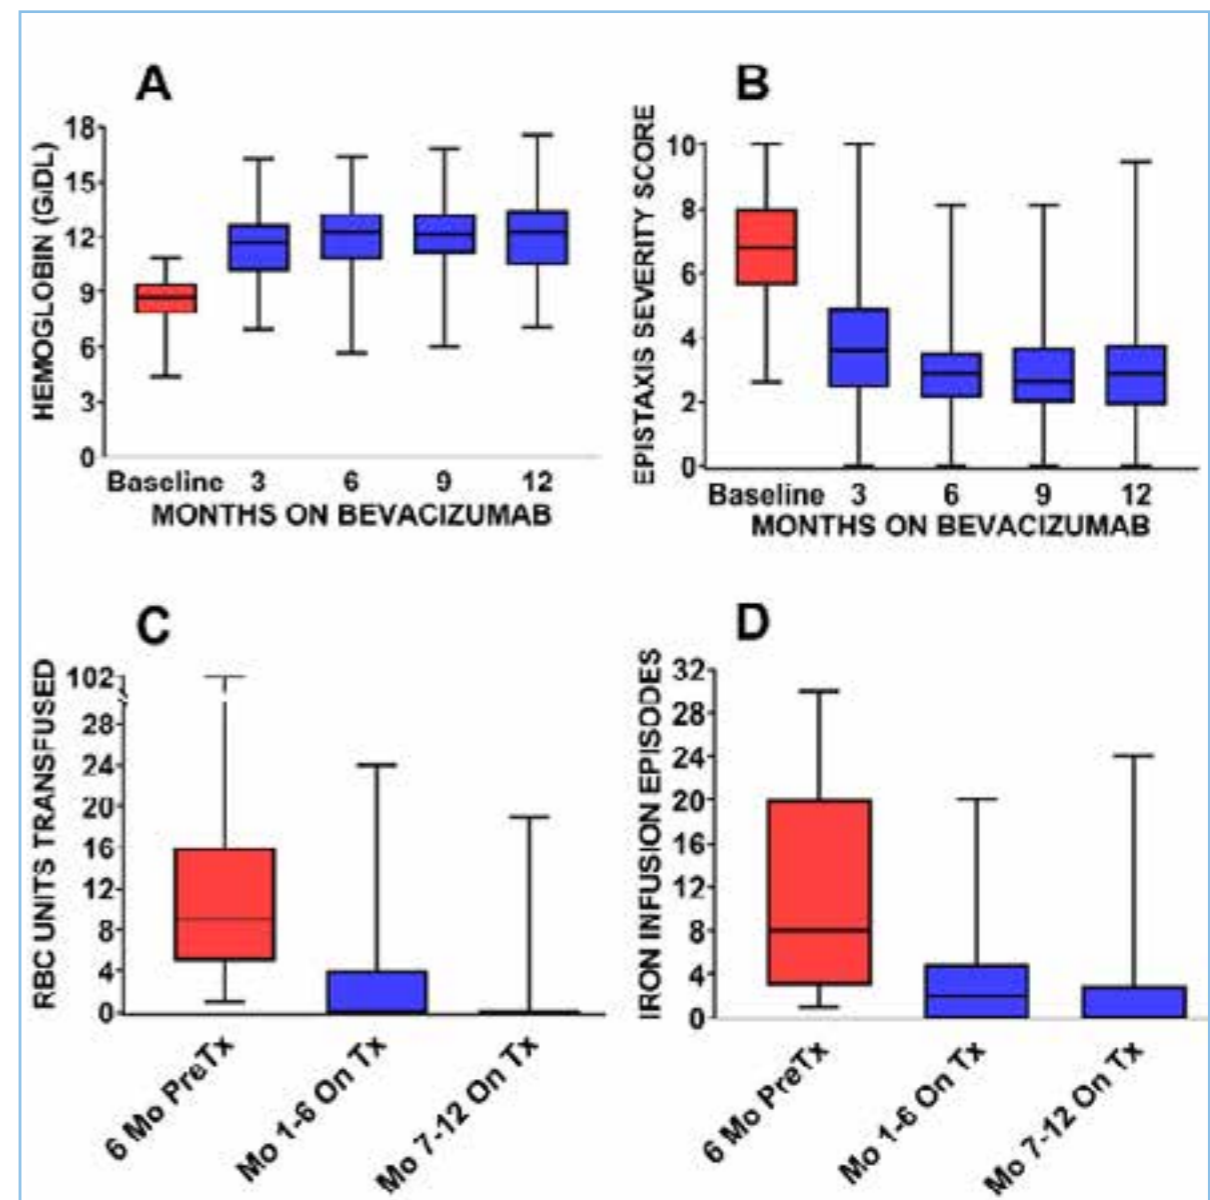 A
HEMOGLOBIN (G/DL)
18
15
12
9
6
3
0
Baseline 3 6 9 12
MONTHS ON BEVACIZUMAB
B
EPISTAXIS SEVERITY SCORE
10
8
6
4
2
0
Baseline 3 6 9 12
MONTHS ON BEVACIZUMAB
C
RBC UNITS TRANSFUSED
102
28
24
20
16
12
8
4
0
6 Mo PreTx
Mo 1-6 On Tx
Mo 7-12 On Tx
D
IRON INFUSION EPISODES
32
28
24
20
16
12
8
4
0
6 Mo PreTx
Mo 1-6 On Tx
Mo 7-12 On Tx